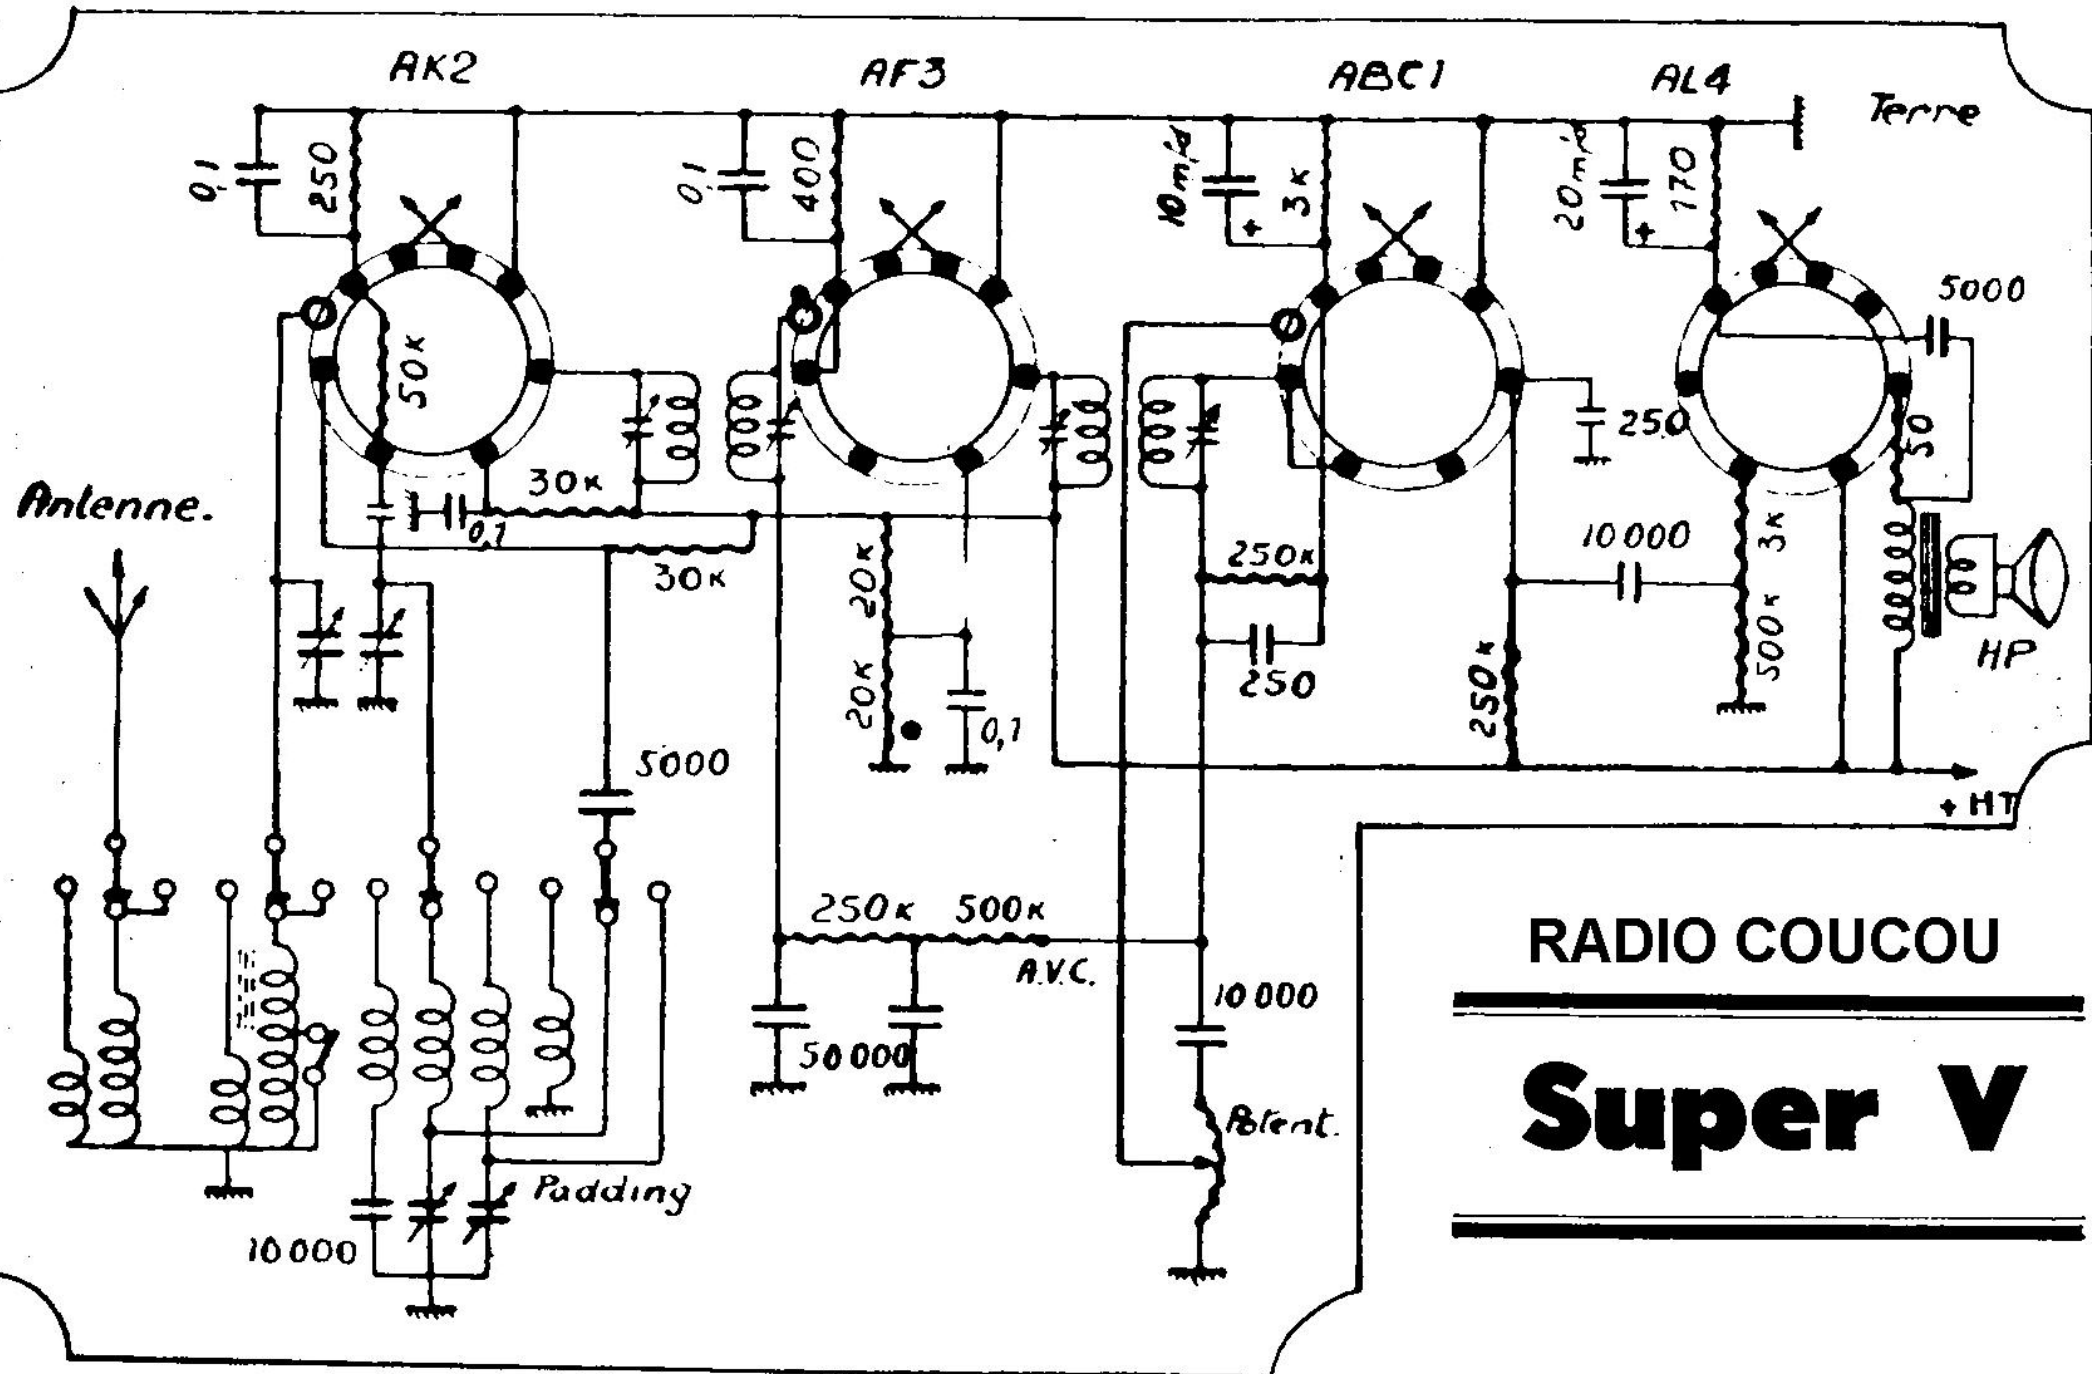 AK2
AF3
ABC1
AL4
Terre
0,1
250
0,1
400
10 mfd
3K
+
20 mfd
170
+
5000
50K
250
50
Antenne.
30K
0,1
30K
20K
20K
0,1
250K
250
10 000
3K
500K
250K
HP
5000
+ HT
250K
500K
A.V.C.
50 000
10 000
Potent.
Padding
10 000
RADIO COUCOU
Super V